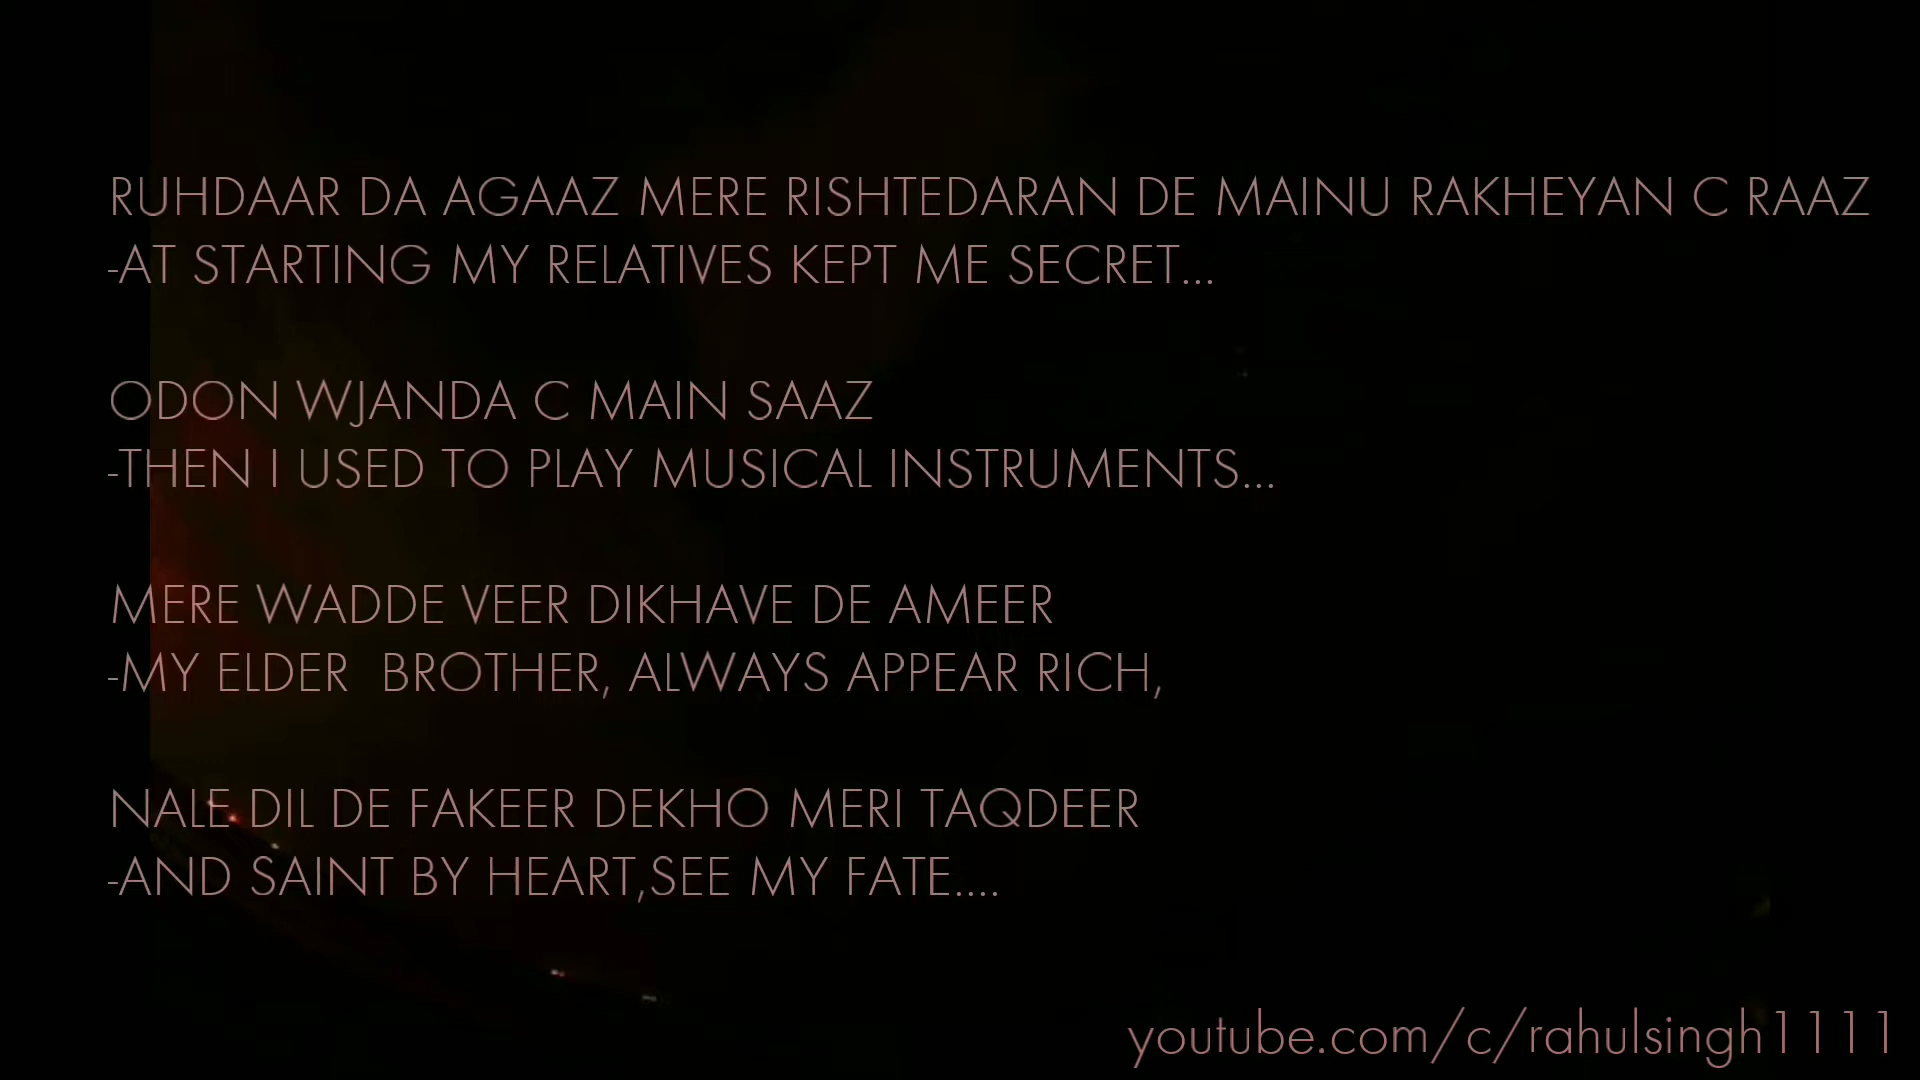 RUHDAAR DA AGAAZ MERE RISHTEDARAN DE MAINU RAKHEYAN C RAAZ
-AT STARTING MY RELATIVES KEPT ME SECRET...
ODON WJANDA C MAIN SAAZ
-THEN I USED TO PLAY MUSICAL INSTRUMENTS...
MERE WADDE VEER DIKHAVE DE AMEER
-MY ELDER  BROTHER, ALWAYS APPEAR RICH,
NALE DIL DE FAKEER DEKHO MERI TAQDEER
-AND SAINT BY HEART,SEE MY FATE....
youtube.com/c/rahulsingh1111